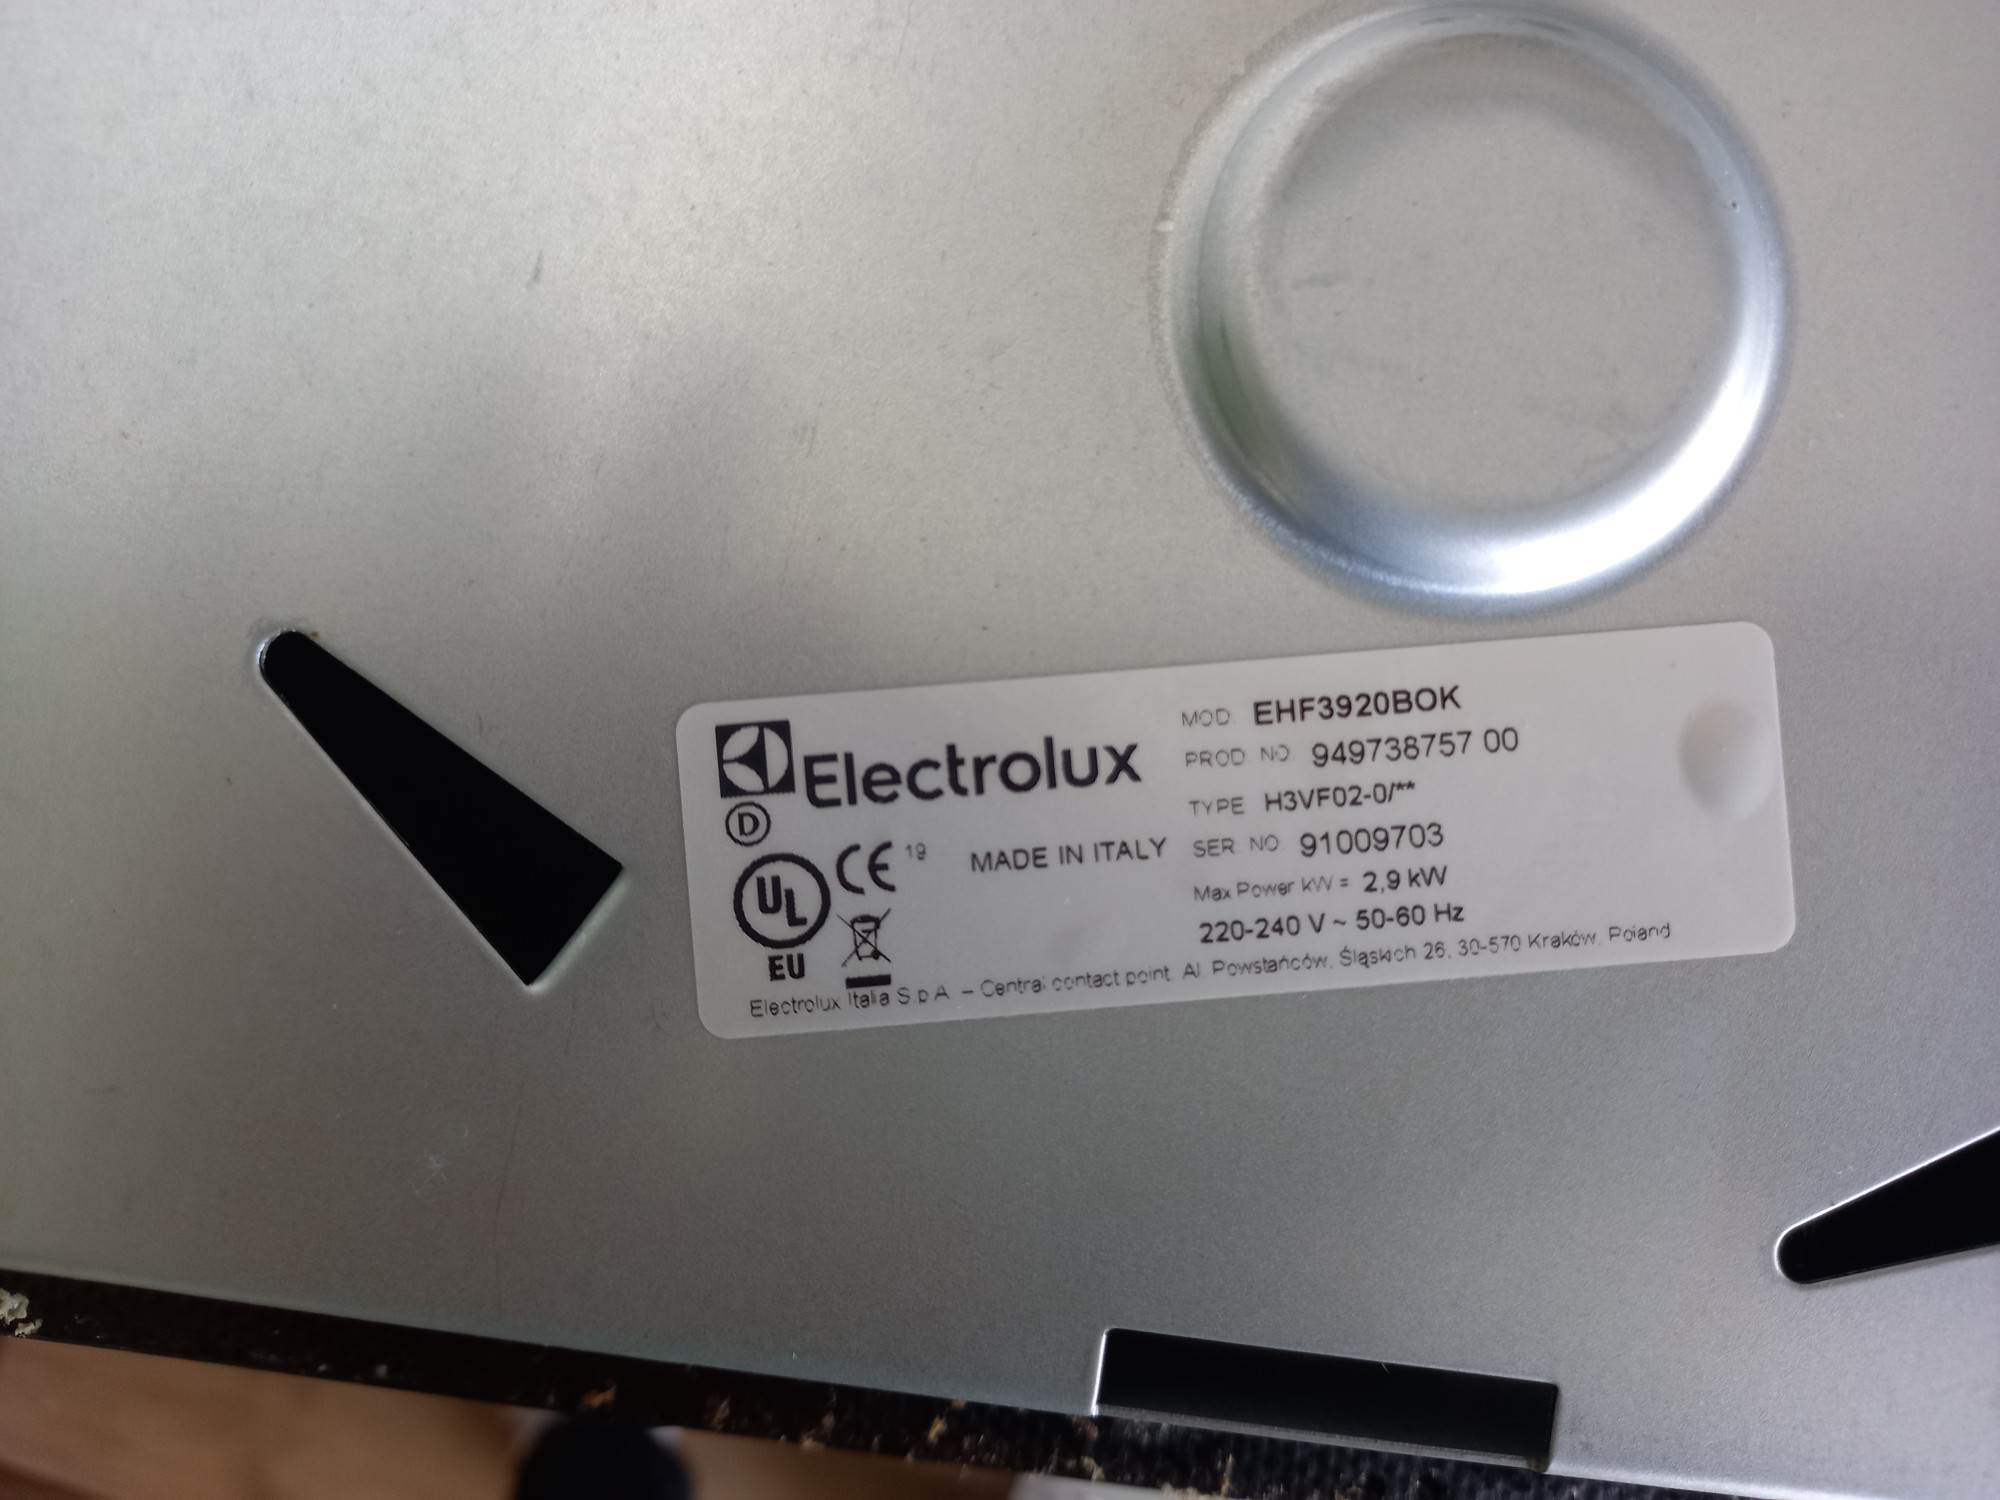 Electrolux
D
UL
EU
CE 19
MADE IN ITALY
MOD. EHF3920BOK
PROD. NO. 949738757 00
TYPE H3VF02-0/**
SER. NO. 91009703
Max Power kW = 2,9 kW
220-240 V ~ 50-60 Hz
Electrolux Italia S.p.A. – Central contact point. Al. Powstańców. Śląskich 26, 30-570 Kraków. Poland